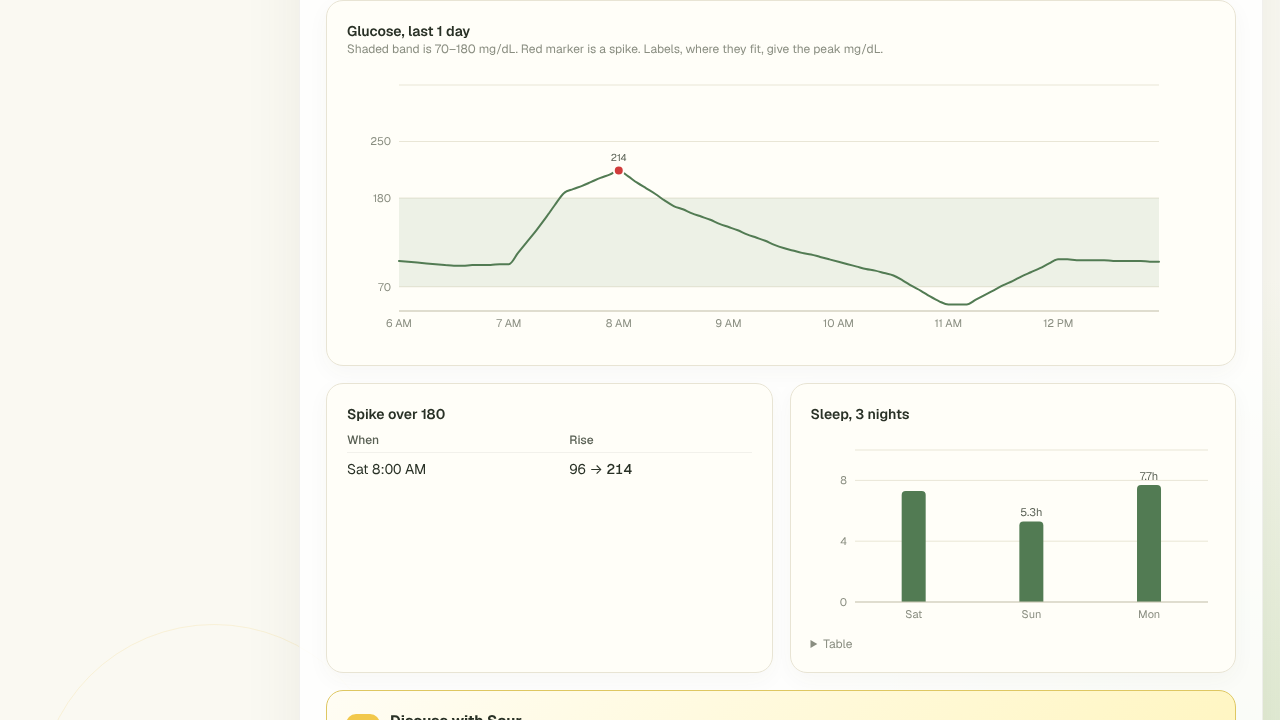 Glucose, last 1 day
Shaded band is 70–180 mg/dL. Red marker is a spike. Labels, where they fit, give the peak mg/dL.
250
214
180
70
6 AM 7 AM 8 AM 9 AM 10 AM 11 AM 12 PM
Spike over 180
When Rise
Sat 8:00 AM 96 → 214
Sleep, 3 nights
7.7h
8
5.3h
4
0
Sat Sun Mon
Table
Discuss with Sour